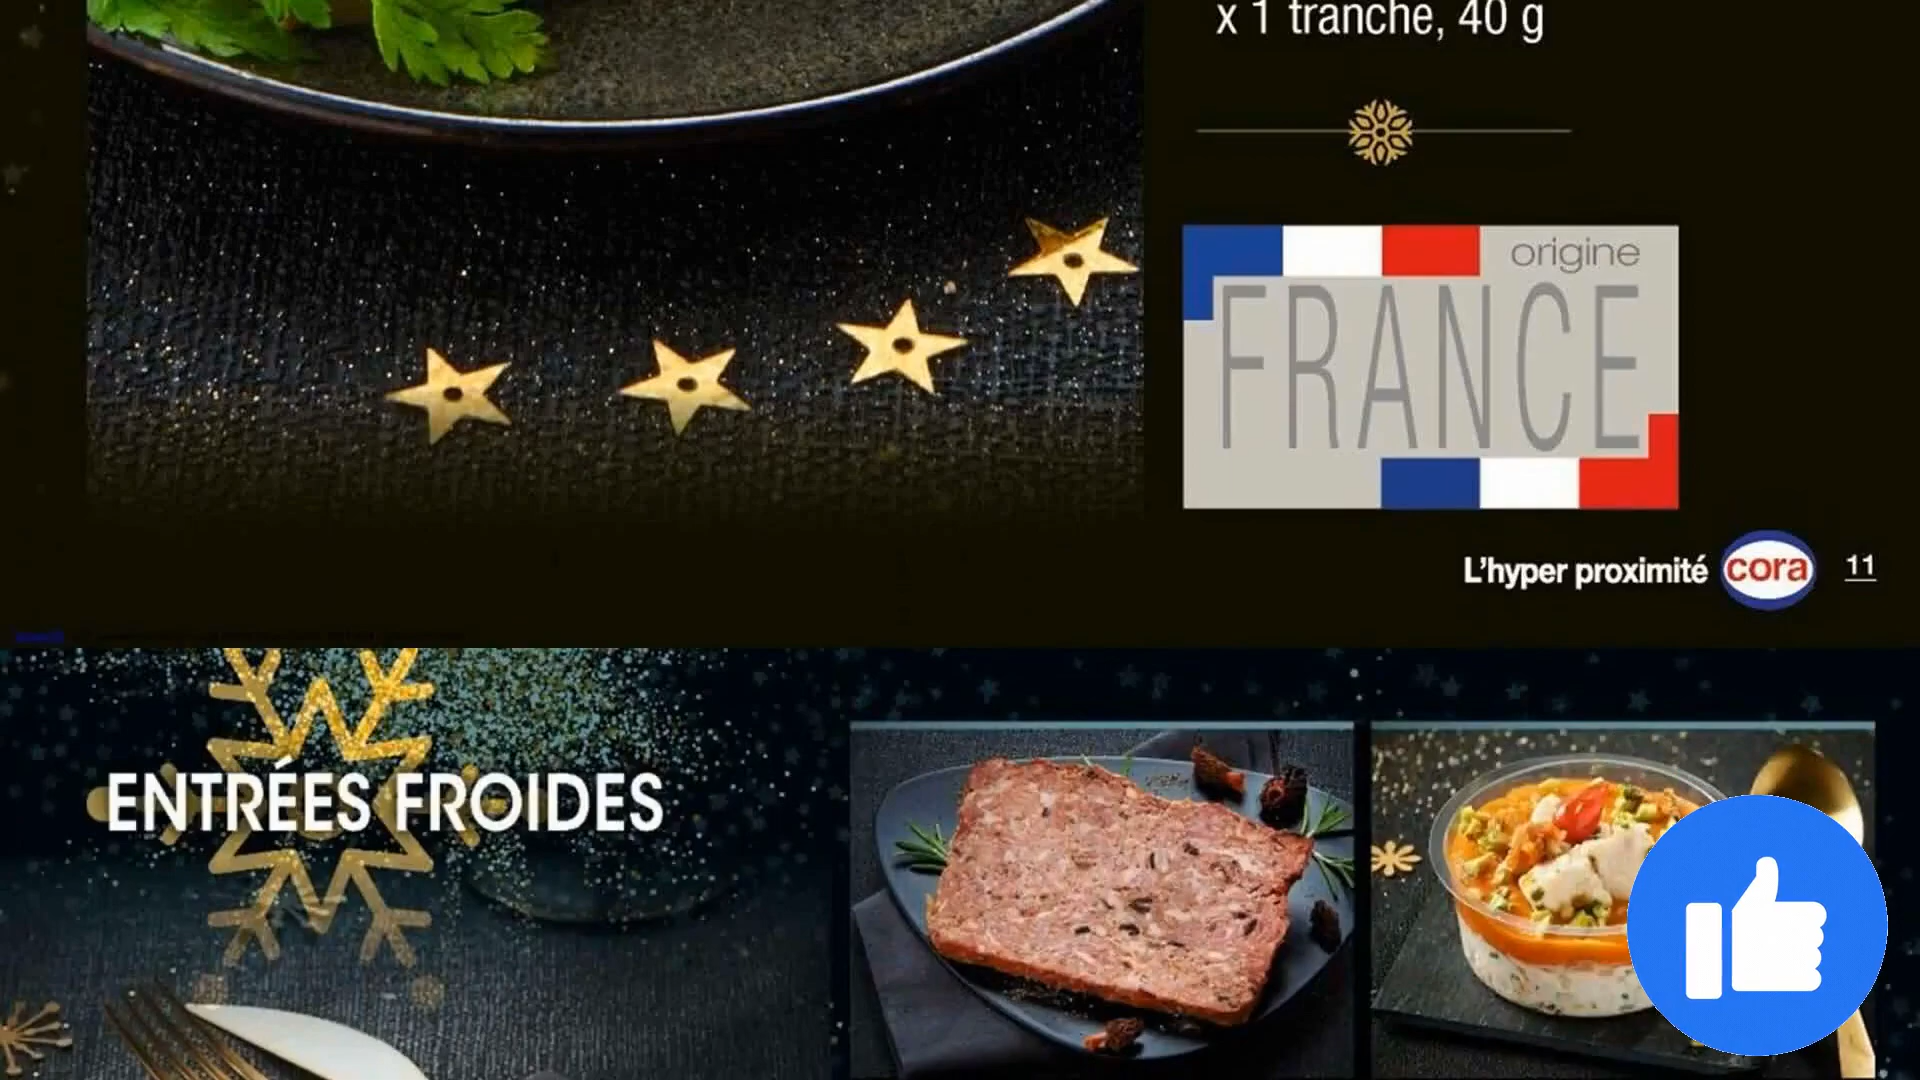 x 1 tranche, 40 g
origine
FRANCE
L'hyper proximité cora 11
ENTRÉES FROIDES